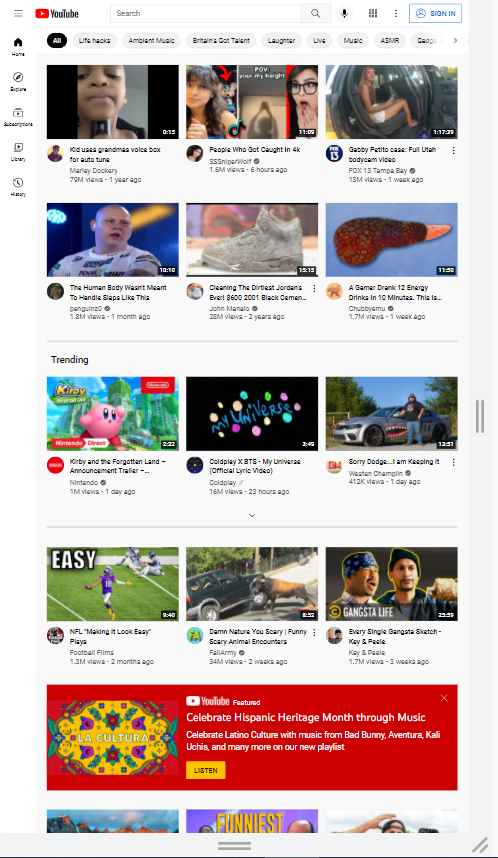 YouTube
Search
SIGN IN
All
Life hacks
Ambient Music
Britain's Got Talent
Laughter
Live
Music
ASMR
Home
Explore
Subscriptions
Library
History
0:15
POV:
your my height
11:09
1:17:39
Kid uses grandmas voice box
for auto tune
Marley Dockery
79M views • 1 year ago
People Who Got Caught In 4k
SSSniperWolf
1.6M views • 6 hours ago
FOX
13
Gabby Petito case: Full Utah
bodycam video
FOX 13 Tampa Bay
13M views • 1 week ago
10:10
15:15
11:50
The Human Body Wasn't Meant
To Handle Slaps Like This
penguinz0
1.8M views • 1 month ago
Cleaning The Dirtiest Jordan's
Ever! $600 2001 Black Cemen...
John Manalo
28M views • 2 years ago
A Gamer Drank 12 Energy
Drinks In 10 Minutes. This Is...
Chubbyemu
1.7M views • 1 week ago
Trending
Kirby
Nintendo
Nintendo Direct
2:22
MY UNIVERSE
3:49
13:51
Kirby and the Forgotten Land –
Announcement Trailer –...
Nintendo
1M views • 1 day ago
Coldplay X BTS - My Universe
(Official Lyric Video)
Coldplay
16M views • 23 hours ago
Sorry Dodge....I am Keeping it
Westen Champlin
412K views • 1 day ago
EASY
9:40
8:52
GANGSTA LIFE
23:59
NFL "Making It Look Easy"
Plays
Football Films
1.3M views • 2 months ago
Damn Nature You Scary | Funny
Scary Animal Encounters
FailArmy
34M views • 2 weeks ago
Every Single Gangsta Sketch -
Key & Peele
Key & Peele
1.7M views • 3 weeks ago
LA CULTURA
YouTube Featured
Celebrate Hispanic Heritage Month through Music
Celebrate Latino Culture with music from Bad Bunny, Aventura, Kali
Uchis, and many more on our new playlist
LISTEN
FUNNIEST